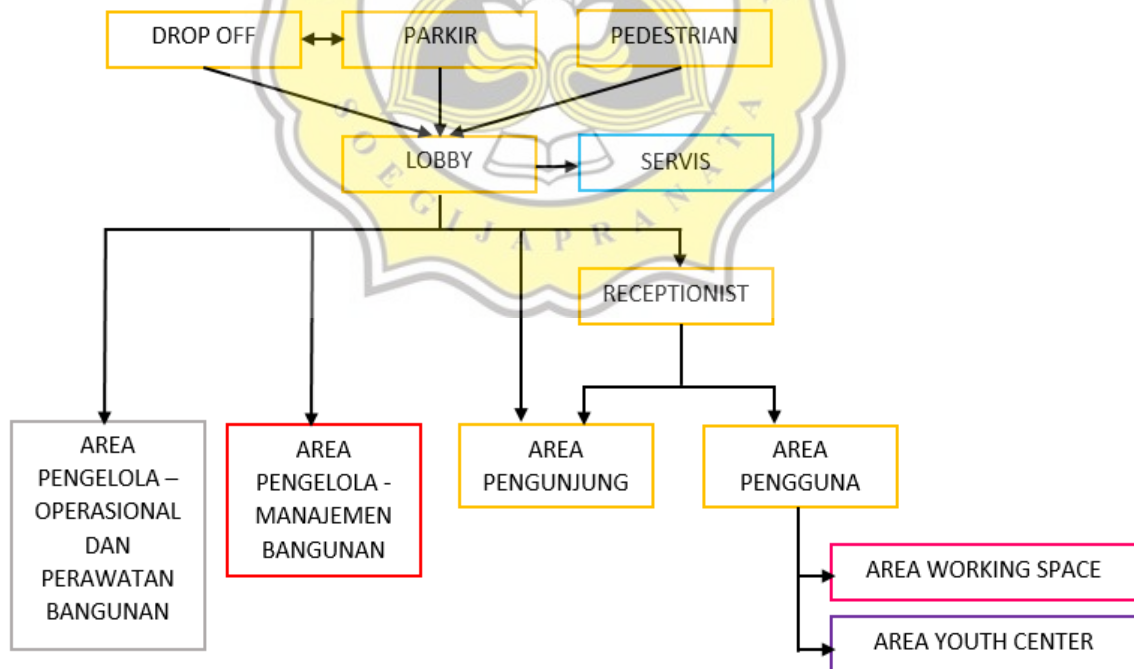 DROP OFF
PARKIR
PEDESTRIAN
LOBBY
SERVIS
SOEGIJAPRANATA
RECEPTIONIST
AREA
PENGELOLA –
OPERASIONAL
DAN
PERAWATAN
BANGUNAN
AREA
PENGELOLA -
MANAJEMEN
BANGUNAN
AREA
PENGUNJUNG
AREA
PENGGUNA
AREA WORKING SPACE
AREA YOUTH CENTER